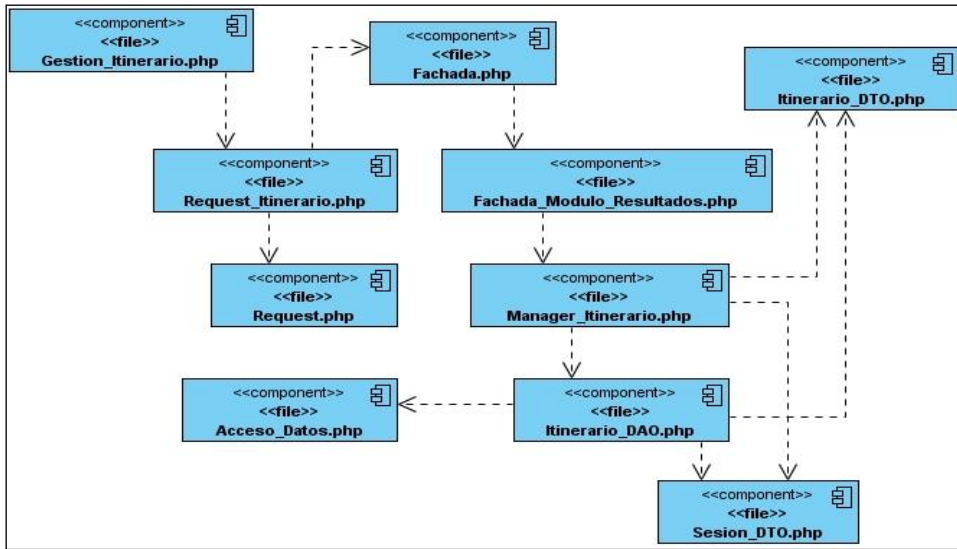 <<component>>
<<file>>
Gestion_Itinerario.php
<<component>>
<<file>>
Fachada.php
<<component>>
<<file>>
Itinerario_DTO.php
<<component>>
<<file>>
Request_Itinerario.php
<<component>>
<<file>>
Fachada_Modulo_Resultados.php
<<component>>
<<file>>
Request.php
<<component>>
<<file>>
Manager_Itinerario.php
<<component>>
<<file>>
Acceso_Datos.php
<<component>>
<<file>>
Itinerario_DAO.php
<<component>>
<<file>>
Sesion_DTO.php